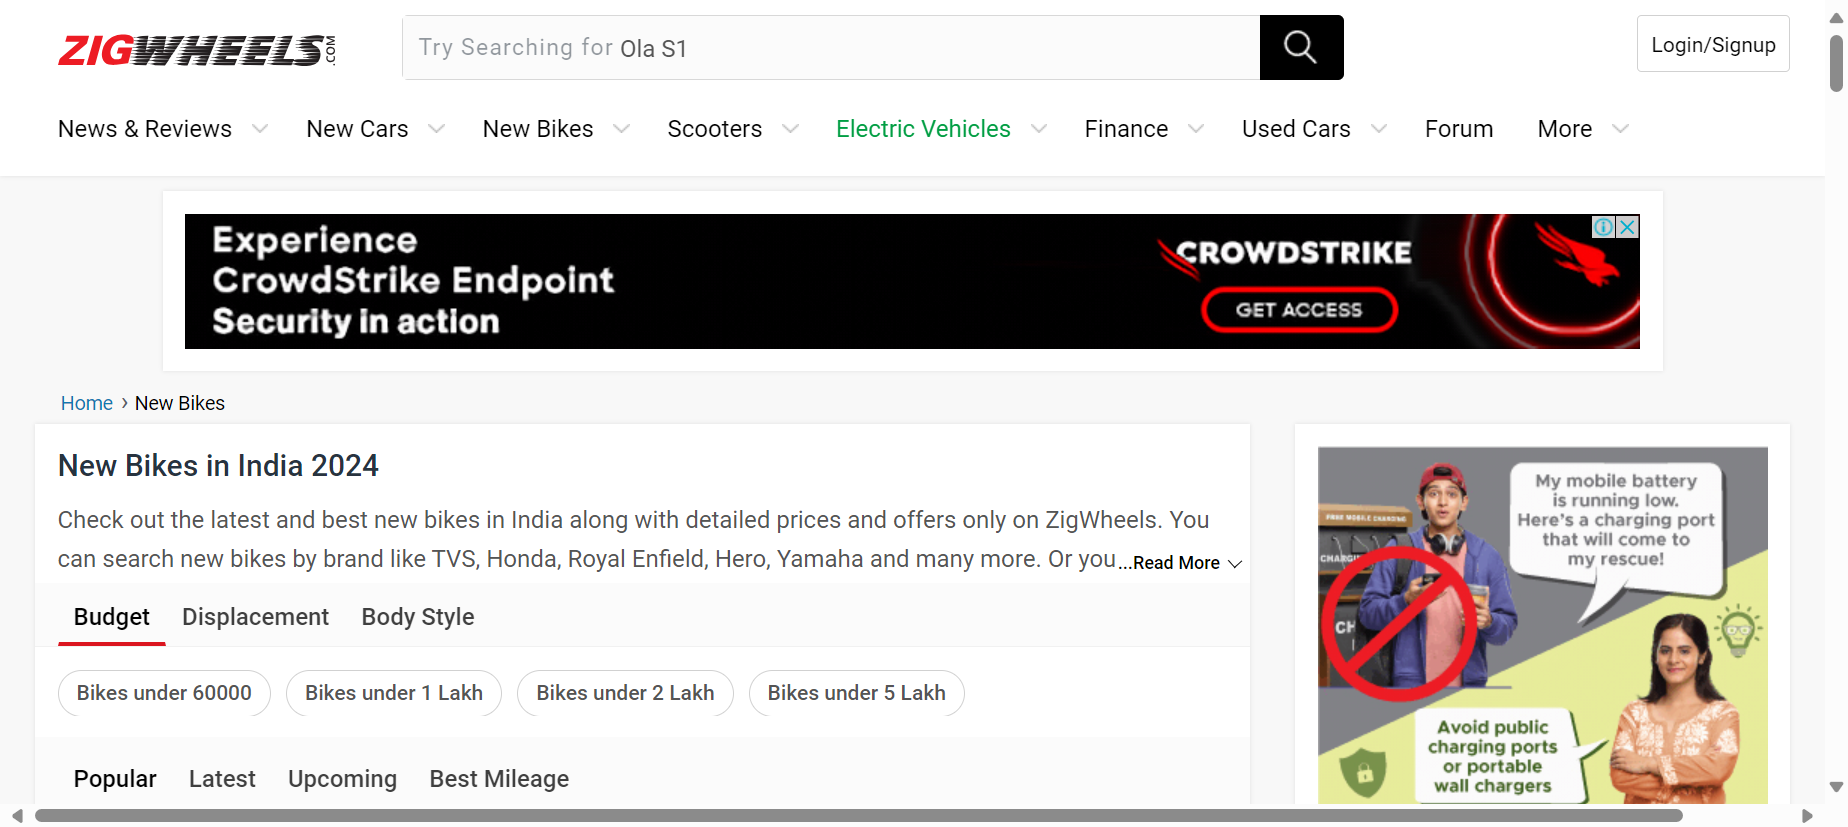 ZIGWHEELS.COM
Try Searching for Ola S1
Login/Signup
News & Reviews
New Cars
New Bikes
Scooters
Electric Vehicles
Finance
Used Cars
Forum
More
Experience
CrowdStrike Endpoint
Security in action
CROWDSTRIKE
GET ACCESS
Home › New Bikes
New Bikes in India 2024
Check out the latest and best new bikes in India along with detailed prices and offers only on ZigWheels. You
can search new bikes by brand like TVS, Honda, Royal Enfield, Hero, Yamaha and many more. Or you ...Read More
Budget
Displacement
Body Style
Bikes under 60000
Bikes under 1 Lakh
Bikes under 2 Lakh
Bikes under 5 Lakh
Popular
Latest
Upcoming
Best Mileage
My mobile battery
is running low.
Here's a charging port
that will come to
my rescue!
FREE MOBILE CHARGING
Avoid public
charging ports
or portable
wall chargers